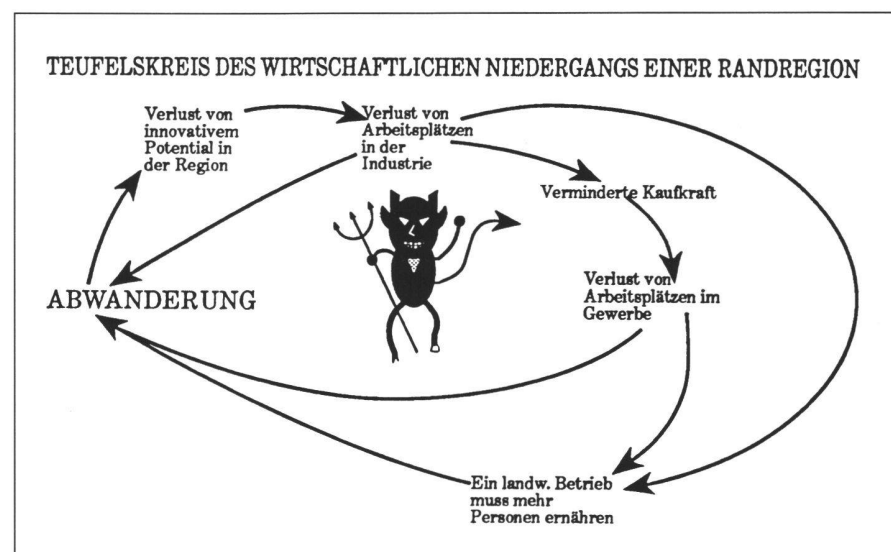 TEUFELSKREIS DES WIRTSCHAFTLICHEN NIEDERGANGS EINER RANDREGION
Verlust von
innovativem
Potential in
der Region
Verlust von
Arbeitsplätzen
in der
Industrie
Verminderte Kaufkraft
Verlust von
Arbeitsplätzen im
Gewerbe
ABWANDERUNG
Ein landw. Betrieb
muss mehr
Personen ernähren